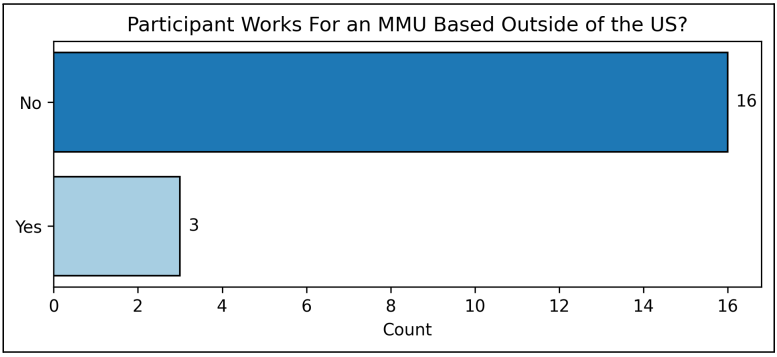 Participant Works For an MMU Based Outside of the US?
No
16
Yes
3
0 2 4 6 8 10 12 14 16
Count